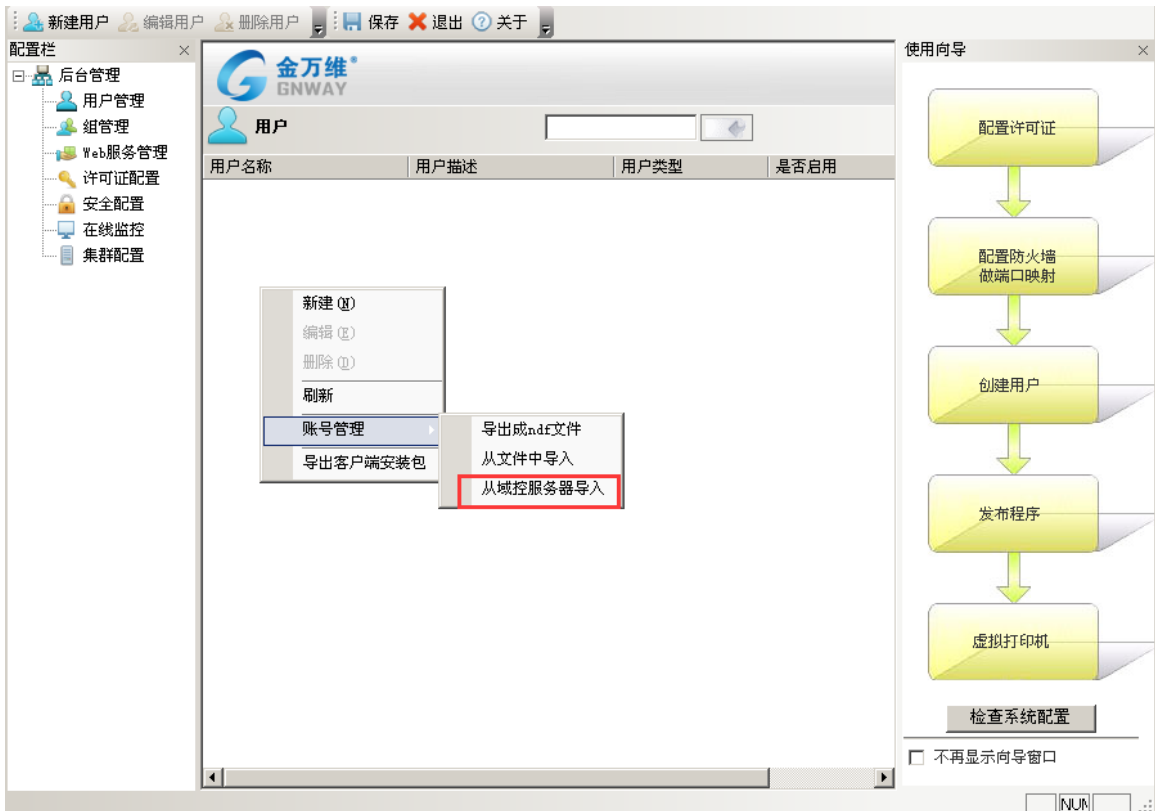 新建用户 编辑用户 删除用户 保存 退出 关于
配置栏
后台管理
用户管理
组管理
Web服务管理
许可证配置
安全配置
在线监控
集群配置
金万维
GNWAY
用户
用户名称 用户描述 用户类型 是否启用
新建(N)
编辑(E)
删除(D)
刷新
账号管理
导出客户端安装包
导出成ndf文件
从文件中导入
从域控服务器导入
使用向导
配置许可证
配置防火墙
做端口映射
创建用户
发布程序
虚拟打印机
检查系统配置
不再显示向导窗口
NUM